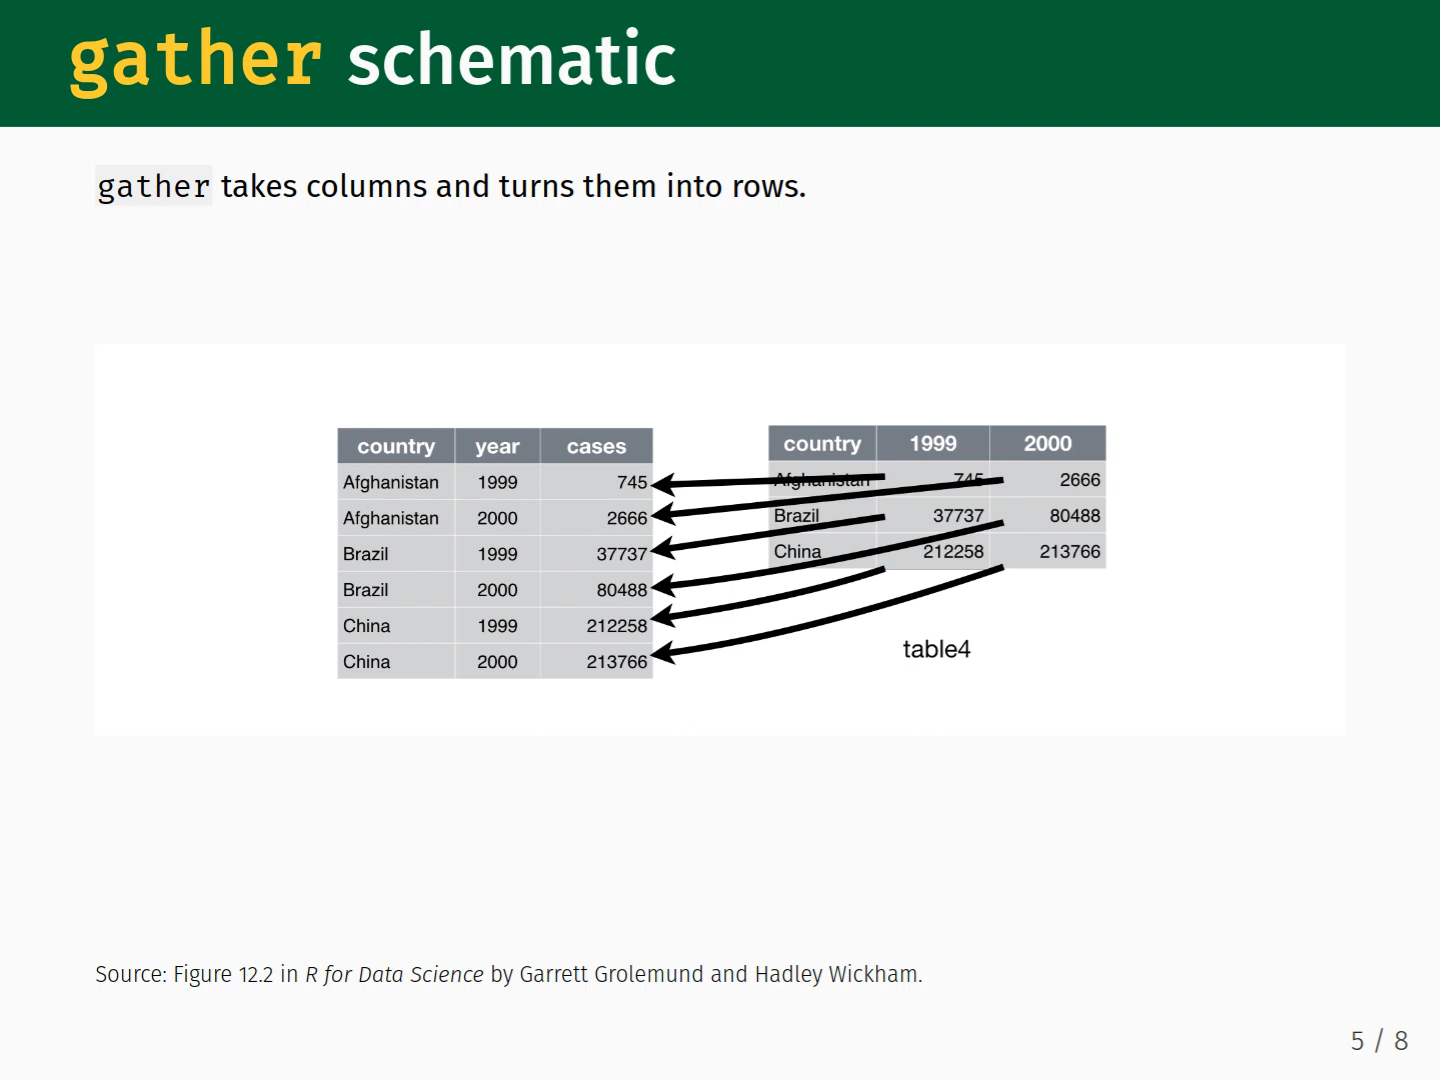 gather schematic
gather takes columns and turns them into rows.
country year cases
Afghanistan 1999 745
Afghanistan 2000 2666
Brazil 1999 37737
Brazil 2000 80488
China 1999 212258
China 2000 213766
country 1999 2000
Afghanistan 745 2666
Brazil 37737 80488
China 212258 213766
table4
Source: Figure 12.2 in R for Data Science by Garrett Grolemund and Hadley Wickham.
5 / 8